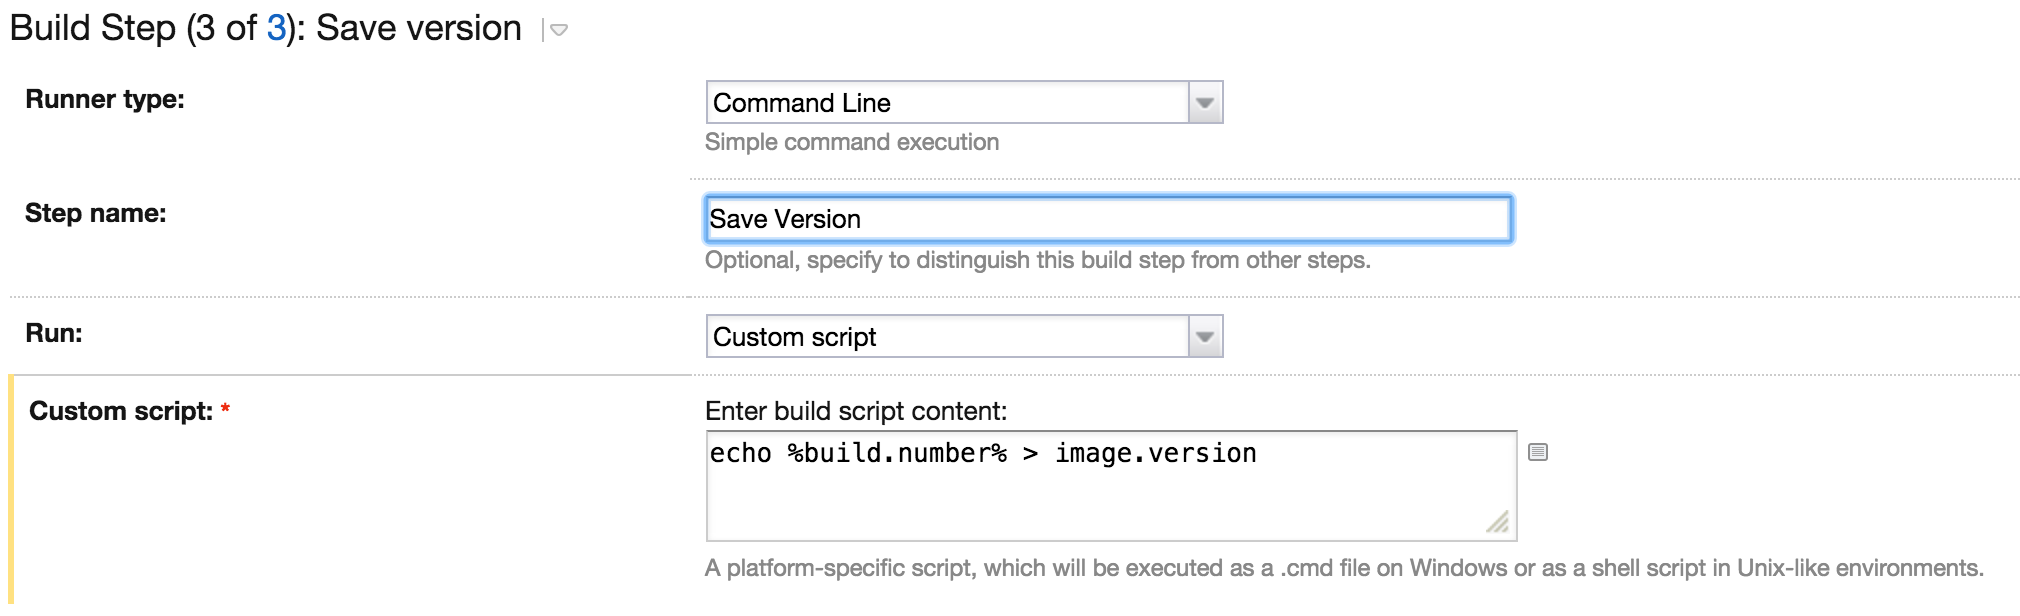 Build Step (3 of 3): Save version
Runner type:
Command Line
Simple command execution
Step name:
Save Version
Optional, specify to distinguish this build step from other steps.
Run:
Custom script
Custom script: *
Enter build script content:
echo %build.number% > image.version
A platform-specific script, which will be executed as a .cmd file on Windows or as a shell script in Unix-like environments.